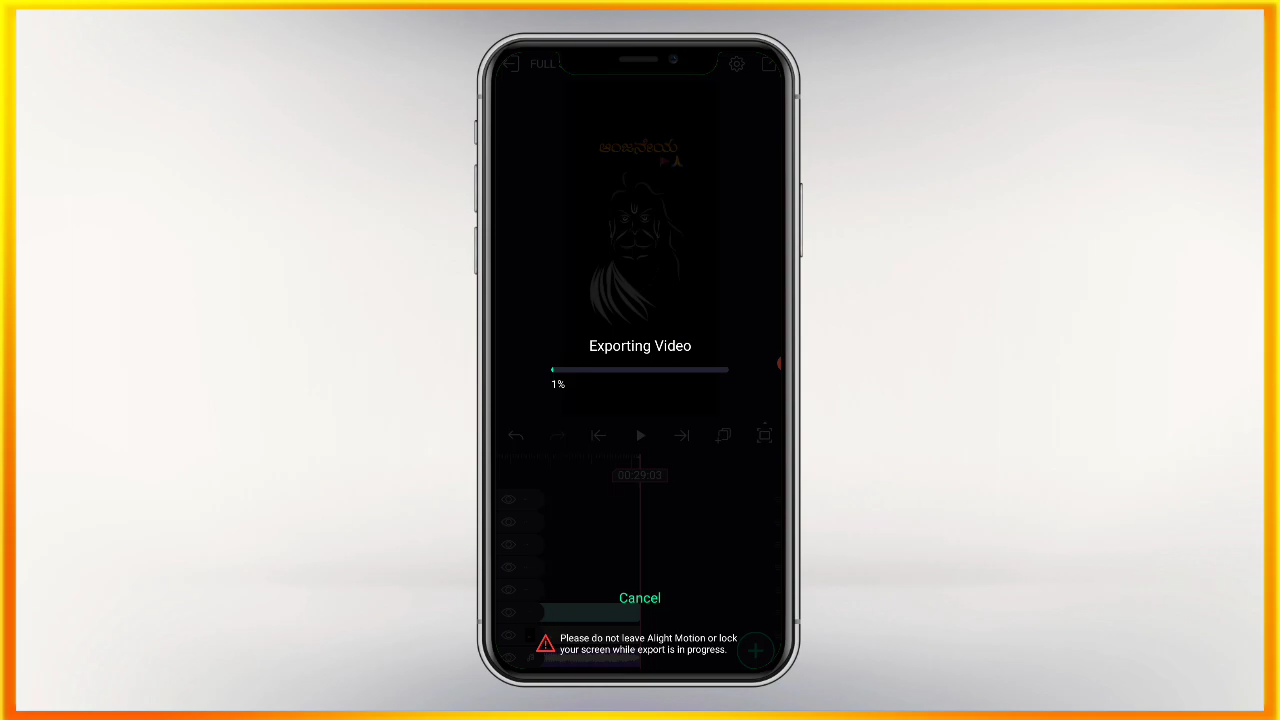 FULL
ಆಂಜನೇಯ
Exporting Video
1%
00:29:03
Cancel
Please do not leave Alight Motion or lock
your screen while export is in progress.